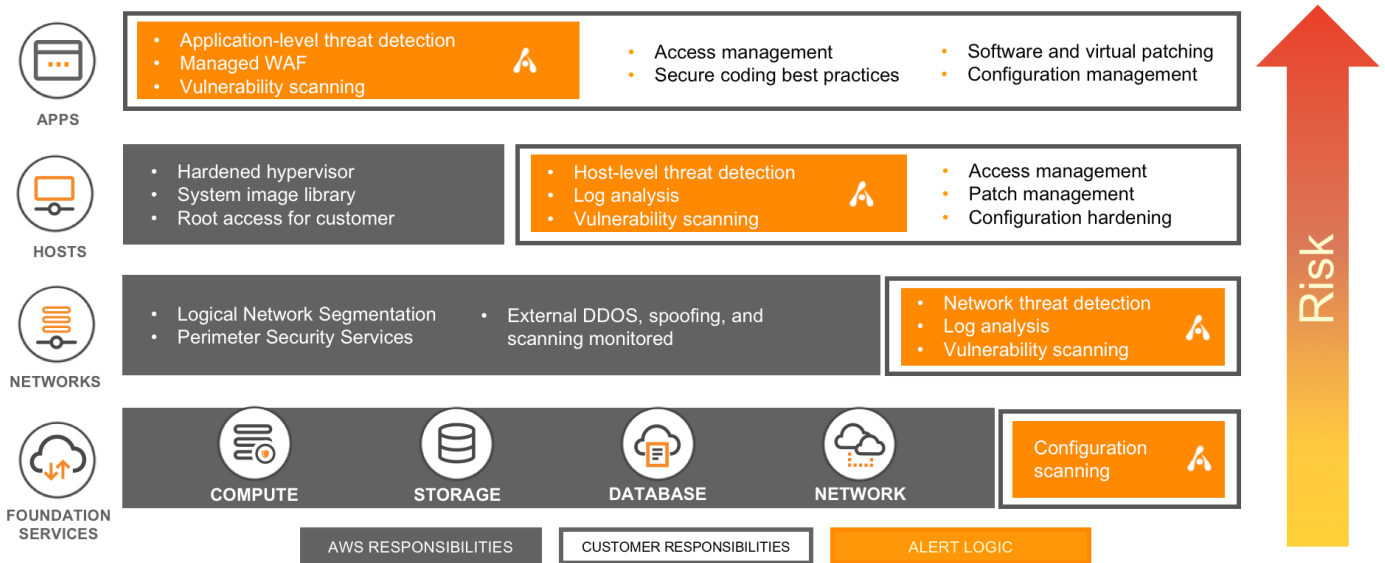 • Application-level threat detection
• Managed WAF
• Vulnerability scanning
• Access management
• Secure coding best practices
• Software and virtual patching
• Configuration management
APPS
• Hardened hypervisor
• System image library
• Root access for customer
• Host-level threat detection
• Log analysis
• Vulnerability scanning
• Access management
• Patch management
• Configuration hardening
HOSTS
• Logical Network Segmentation
• Perimeter Security Services
• External DDOS, spoofing, and
scanning monitored
• Network threat detection
• Log analysis
• Vulnerability scanning
NETWORKS
COMPUTE
STORAGE
DATABASE
NETWORK
Configuration
scanning
FOUNDATION
SERVICES
Risk
AWS RESPONSIBILITIES
CUSTOMER RESPONSIBILITIES
ALERT LOGIC